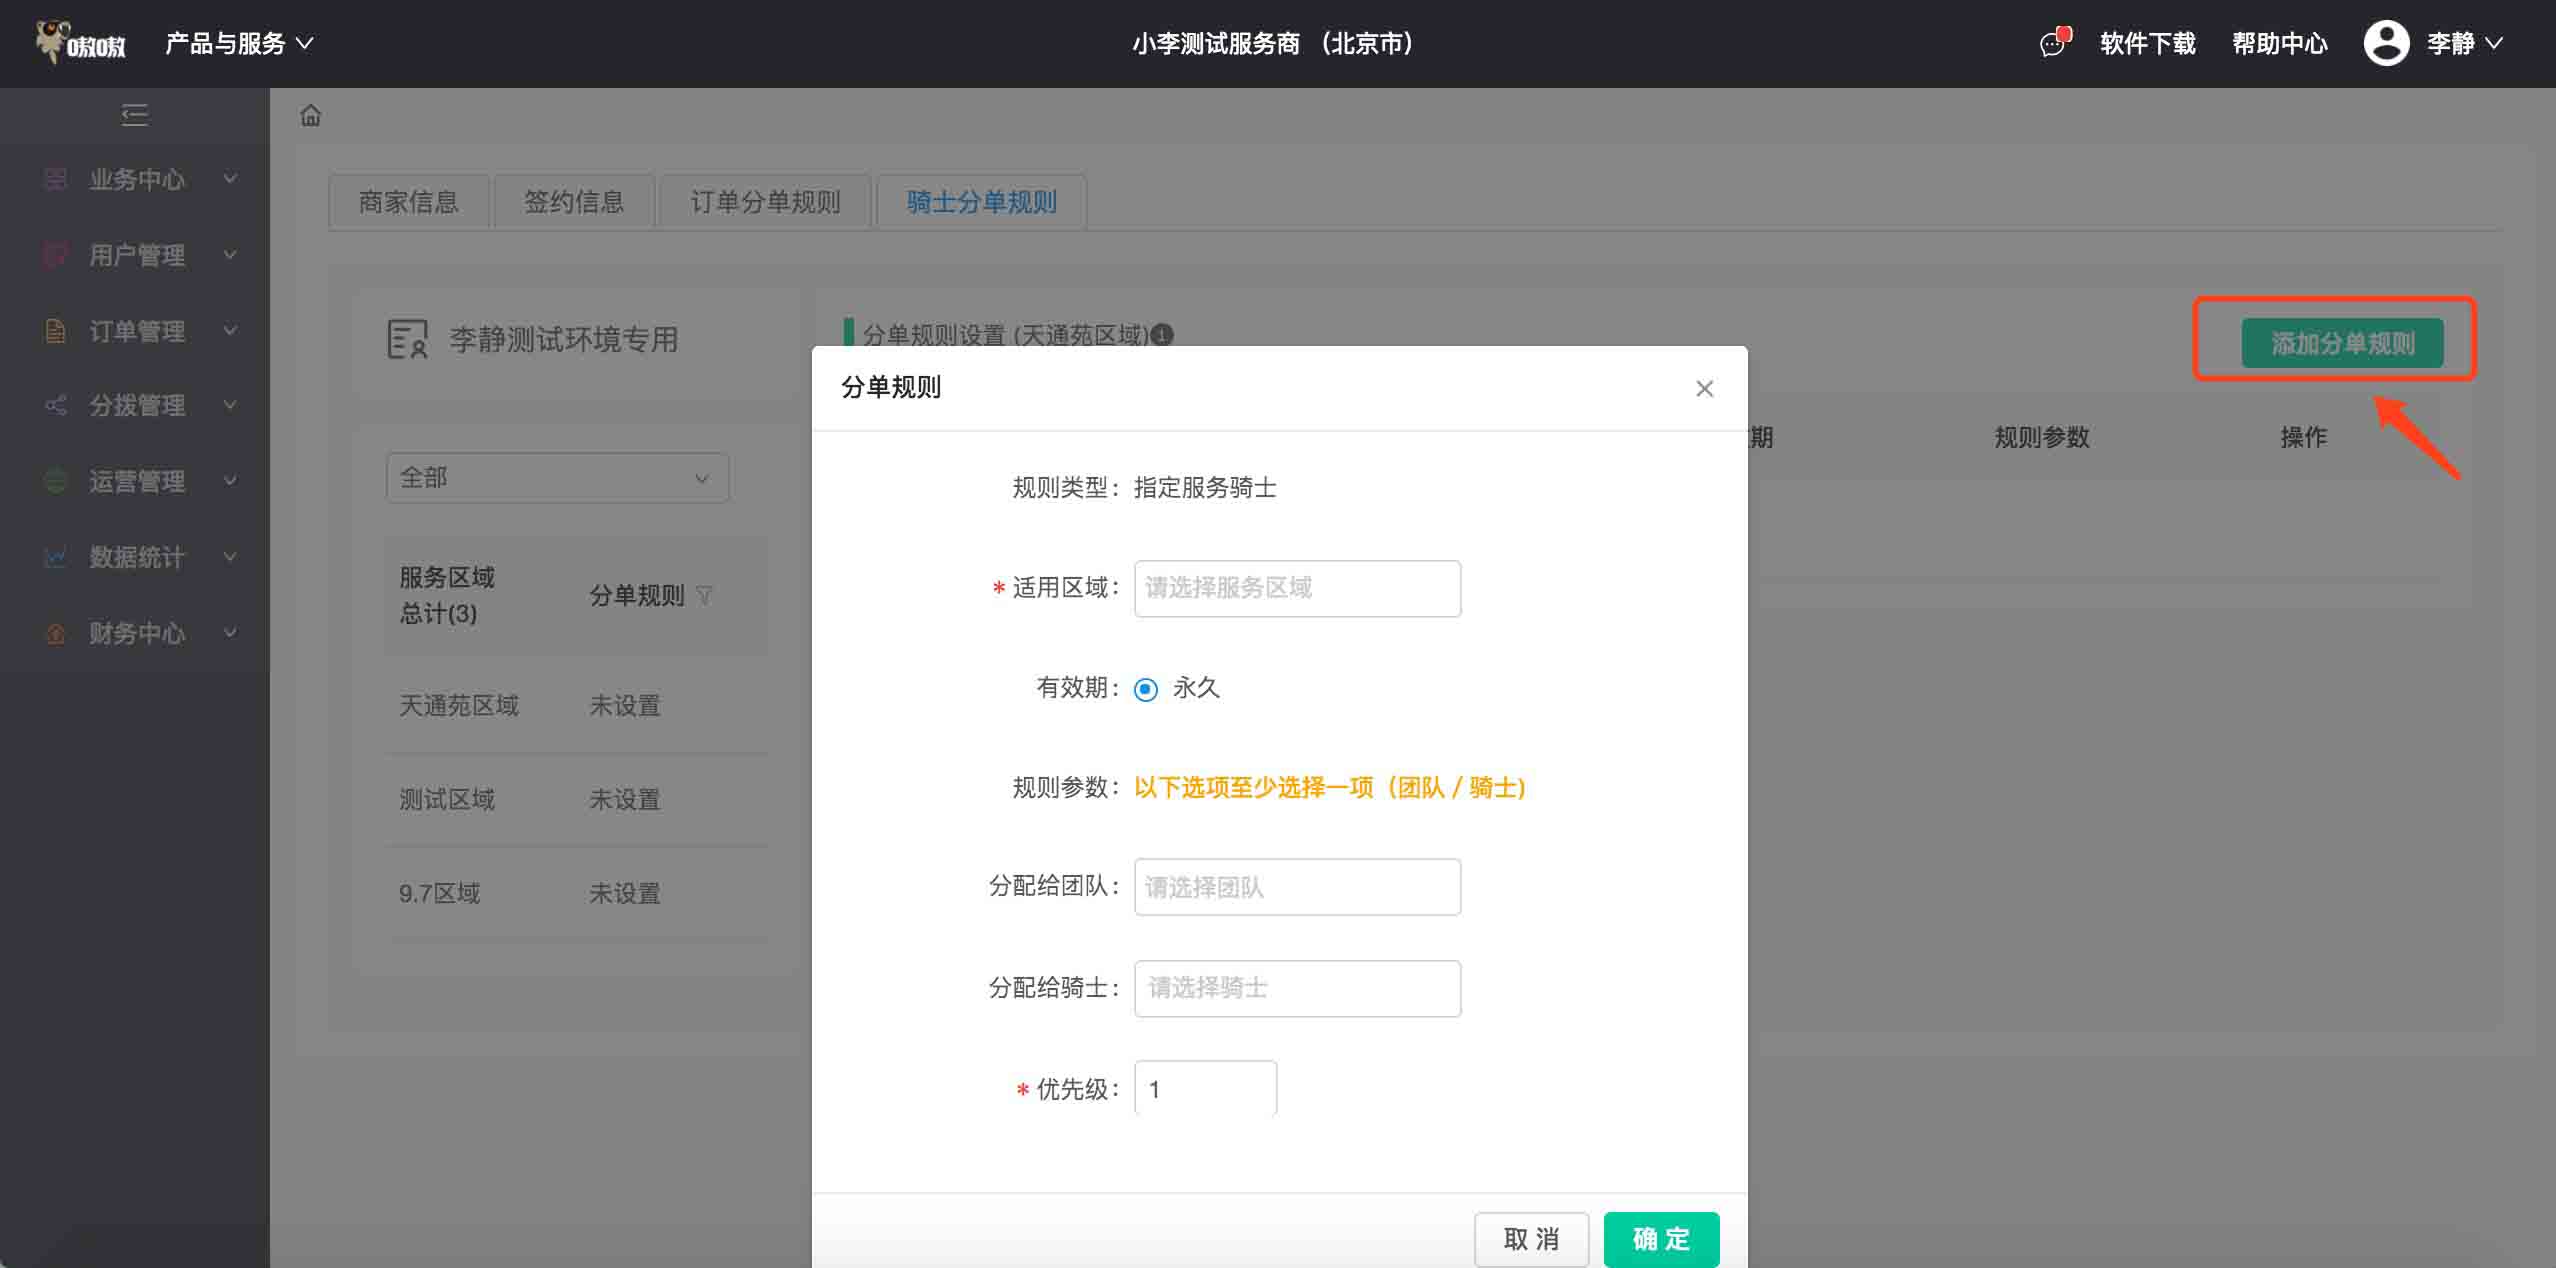 嗷嗷 产品与服务 小李测试服务商 （北京市） 软件下载 帮助中心 李静
业务中心
用户管理
订单管理
分拨管理
运营管理
数据统计
财务中心
商家信息 签约信息 订单分单规则 骑士分单规则
李静测试环境专用
全部
服务区域 总计(3) 分单规则
天通苑区域 未设置
测试区域 未设置
9.7区域 未设置
分单规则设置 (天通苑区域)
添加分单规则
期 规则参数 操作
分单规则
规则类型： 指定服务骑士
* 适用区域： 请选择服务区域
有效期： 永久
规则参数： 以下选项至少选择一项（团队 / 骑士)
分配给团队： 请选择团队
分配给骑士： 请选择骑士
* 优先级： 1
取 消 确 定